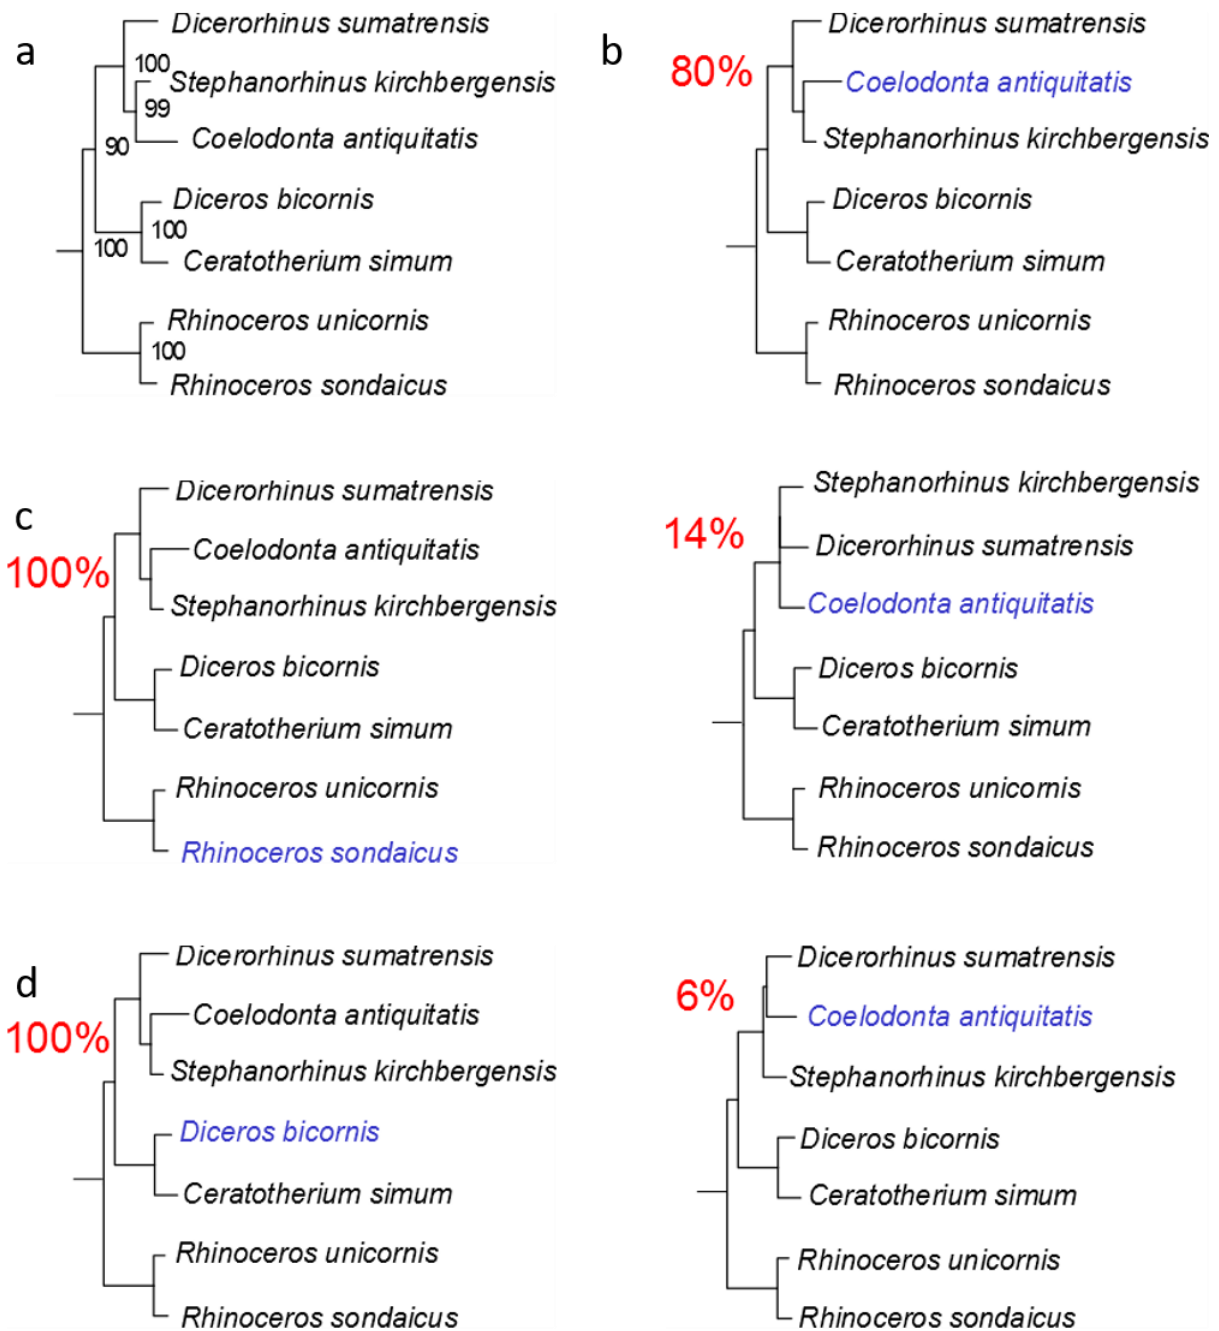 a
Dicerorhinus sumatrensis
100
Stephanorhinus kirchbergensis
99
Coelodonta antiquitatis
90
Diceros bicornis
100
100
Ceratotherium simum
Rhinoceros unicornis
100
Rhinoceros sondaicus
b
80%
Dicerorhinus sumatrensis
Coelodonta antiquitatis
Stephanorhinus kirchbergensis
Diceros bicornis
Ceratotherium simum
Rhinoceros unicornis
Rhinoceros sondaicus
c
100%
Dicerorhinus sumatrensis
Coelodonta antiquitatis
Stephanorhinus kirchbergensis
Diceros bicornis
Ceratotherium simum
Rhinoceros unicornis
Rhinoceros sondaicus
14%
Stephanorhinus kirchbergensis
Dicerorhinus sumatrensis
Coelodonta antiquitatis
Diceros bicornis
Ceratotherium simum
Rhinoceros unicornis
Rhinoceros sondaicus
d
100%
Dicerorhinus sumatrensis
Coelodonta antiquitatis
Stephanorhinus kirchbergensis
Diceros bicornis
Ceratotherium simum
Rhinoceros unicornis
Rhinoceros sondaicus
6%
Dicerorhinus sumatrensis
Coelodonta antiquitatis
Stephanorhinus kirchbergensis
Diceros bicornis
Ceratotherium simum
Rhinoceros unicornis
Rhinoceros sondaicus